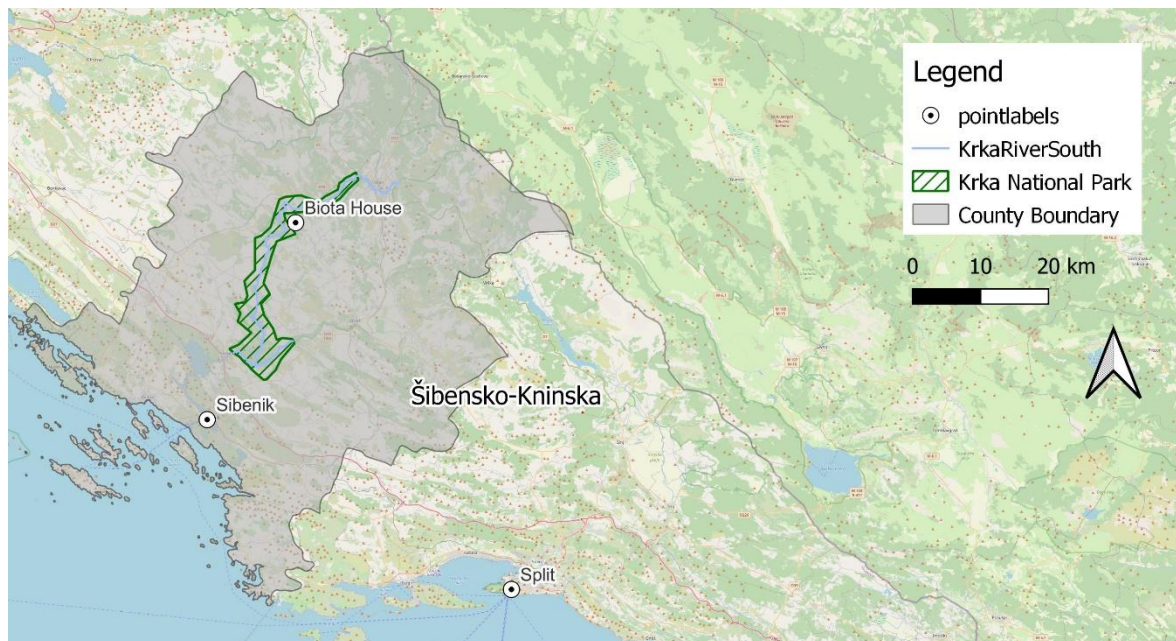 Legend
pointlabels
KrkaRiverSouth
Krka National Park
County Boundary
0 10 20 km
Biota House
Šibensko-Kninska
Sibenik
Split